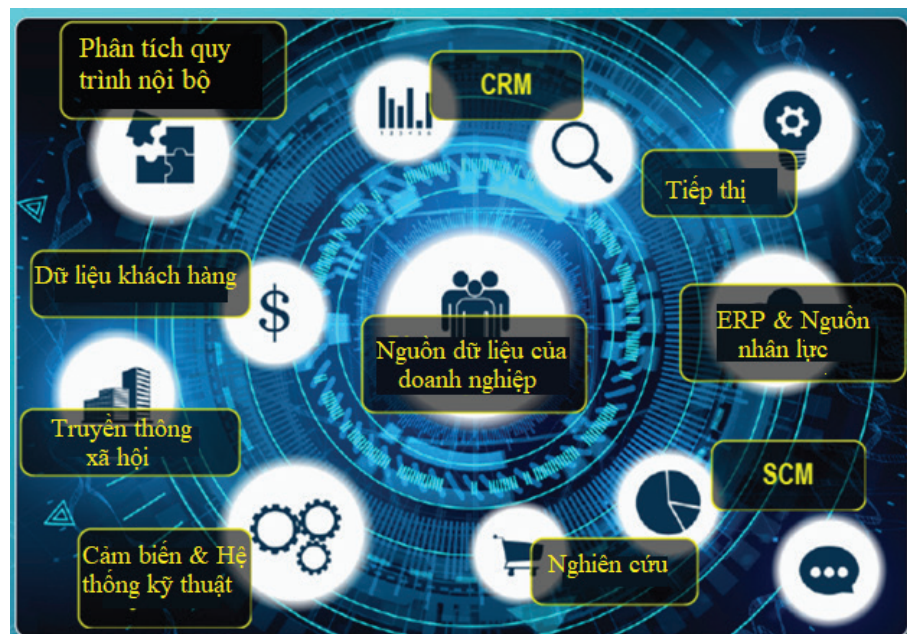 Phân tích quy
trình nội bộ
CRM
Tiếp thị
Dữ liệu khách hàng
Nguồn dữ liệu của
doanh nghiệp
ERP & Nguồn
nhân lực
Truyền thông
xã hội
SCM
Cảm biến & Hệ
thống kỹ thuật
Nghiên cứu